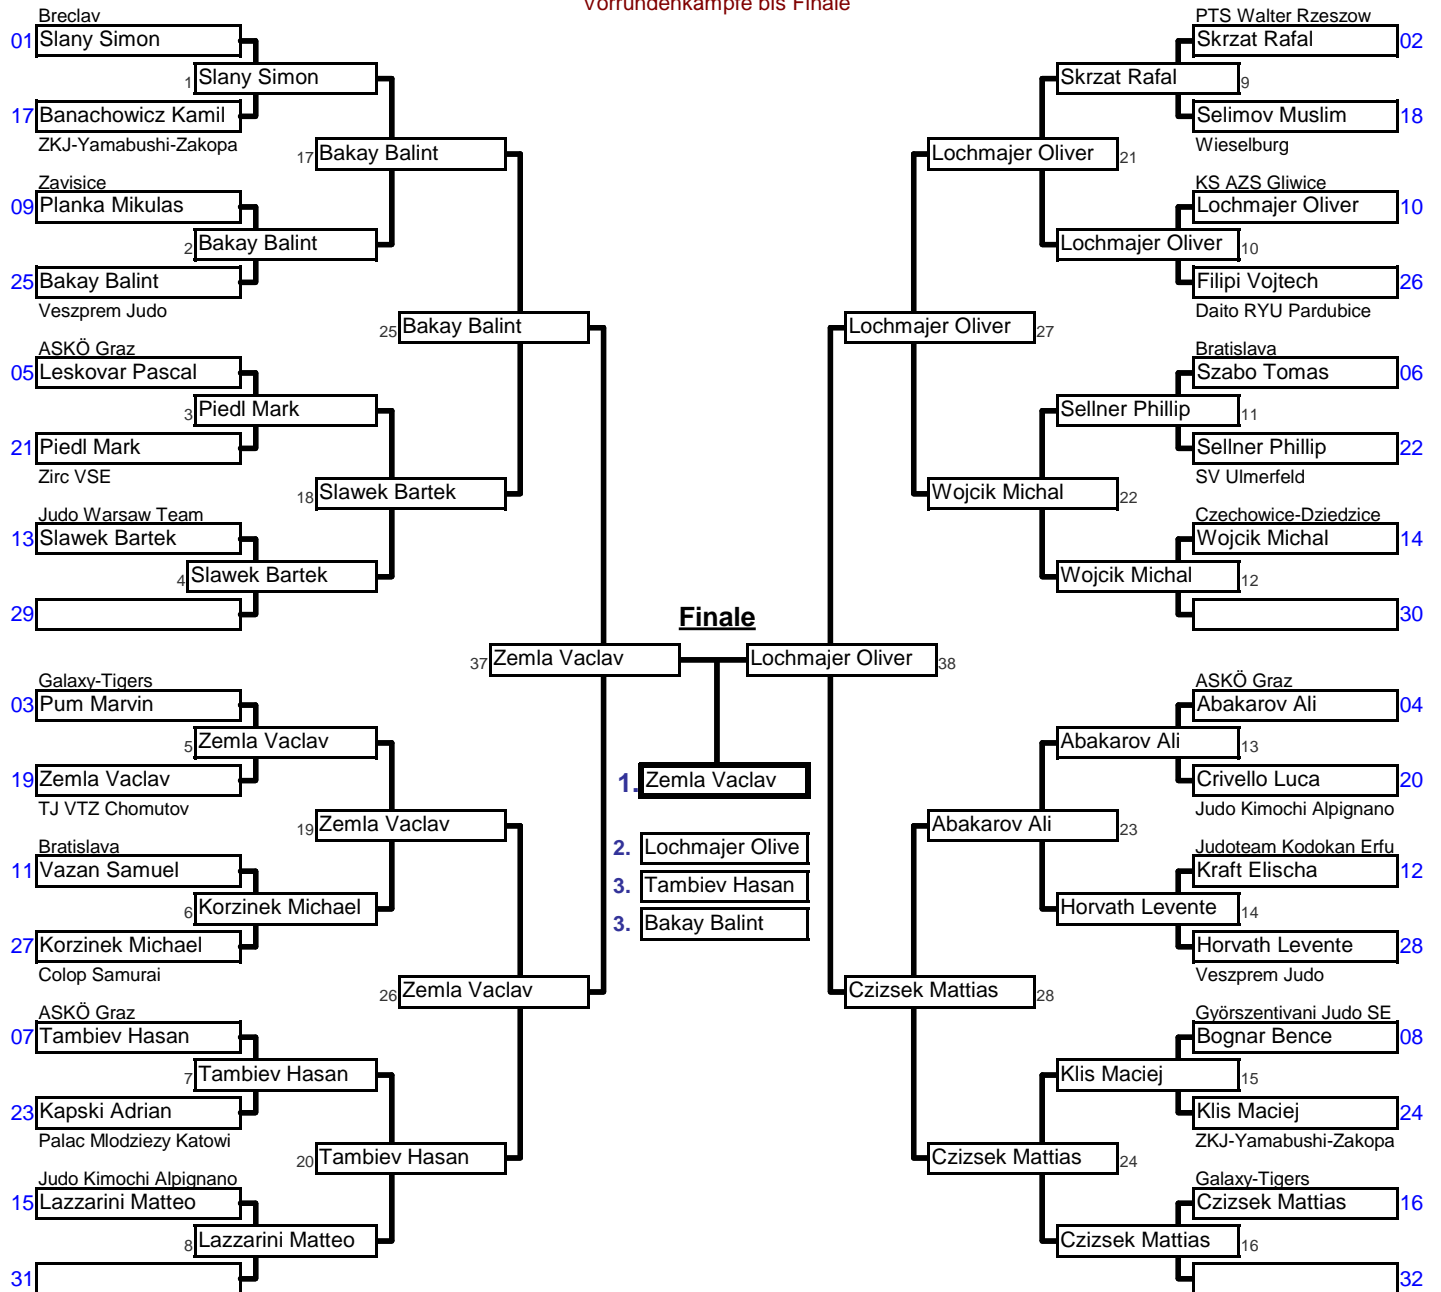 Vorrundenkämpfe bis Finale
Breclav
01 Slany Simon
1 Slany Simon
17 Banachowicz Kamil
ZKJ-Yamabushi-Zakopa
17 Bakay Balint
Zavisice
09 Planka Mikulas
2 Bakay Balint
25 Bakay Balint
Veszprem Judo
25 Bakay Balint
ASKÖ Graz
05 Leskovar Pascal
3 Piedl Mark
21 Piedl Mark
Zirc VSE
18 Slawek Bartek
Judo Warsaw Team
13 Slawek Bartek
4 Slawek Bartek
29
37 Zemla Vaclav
Galaxy-Tigers
03 Pum Marvin
5 Zemla Vaclav
19 Zemla Vaclav
TJ VTZ Chomutov
19 Zemla Vaclav
Bratislava
11 Vazan Samuel
6 Korzinek Michael
27 Korzinek Michael
Colop Samurai
26 Zemla Vaclav
ASKÖ Graz
07 Tambiev Hasan
7 Tambiev Hasan
23 Kapski Adrian
Palac Mlodziezy Katowi
20 Tambiev Hasan
Judo Kimochi Alpignano
15 Lazzarini Matteo
8 Lazzarini Matteo
31
Finale
1. Zemla Vaclav
2. Lochmajer Olive
3. Tambiev Hasan
3. Bakay Balint
PTS Walter Rzeszow
Skrzat Rafal 02
Skrzat Rafal 9
Selimov Muslim 18
Wieselburg
Lochmajer Oliver 21
KS AZS Gliwice
Lochmajer Oliver 10
Lochmajer Oliver 10
Filipi Vojtech 26
Daito RYU Pardubice
Lochmajer Oliver 27
Bratislava
Szabo Tomas 06
Sellner Phillip 11
Sellner Phillip 22
SV Ulmerfeld
Wojcik Michal 22
Czechowice-Dziedzice
Wojcik Michal 14
Wojcik Michal 12
30
Lochmajer Oliver 38
ASKÖ Graz
Abakarov Ali 04
Abakarov Ali 13
Crivello Luca 20
Judo Kimochi Alpignano
Abakarov Ali 23
Judoteam Kodokan Erfu
Kraft Elischa 12
Horvath Levente 14
Horvath Levente 28
Veszprem Judo
Czizsek Mattias 28
Györszentivani Judo SE
Bognar Bence 08
Klis Maciej 15
Klis Maciej 24
ZKJ-Yamabushi-Zakopa
Czizsek Mattias 24
Galaxy-Tigers
Czizsek Mattias 16
Czizsek Mattias 16
32